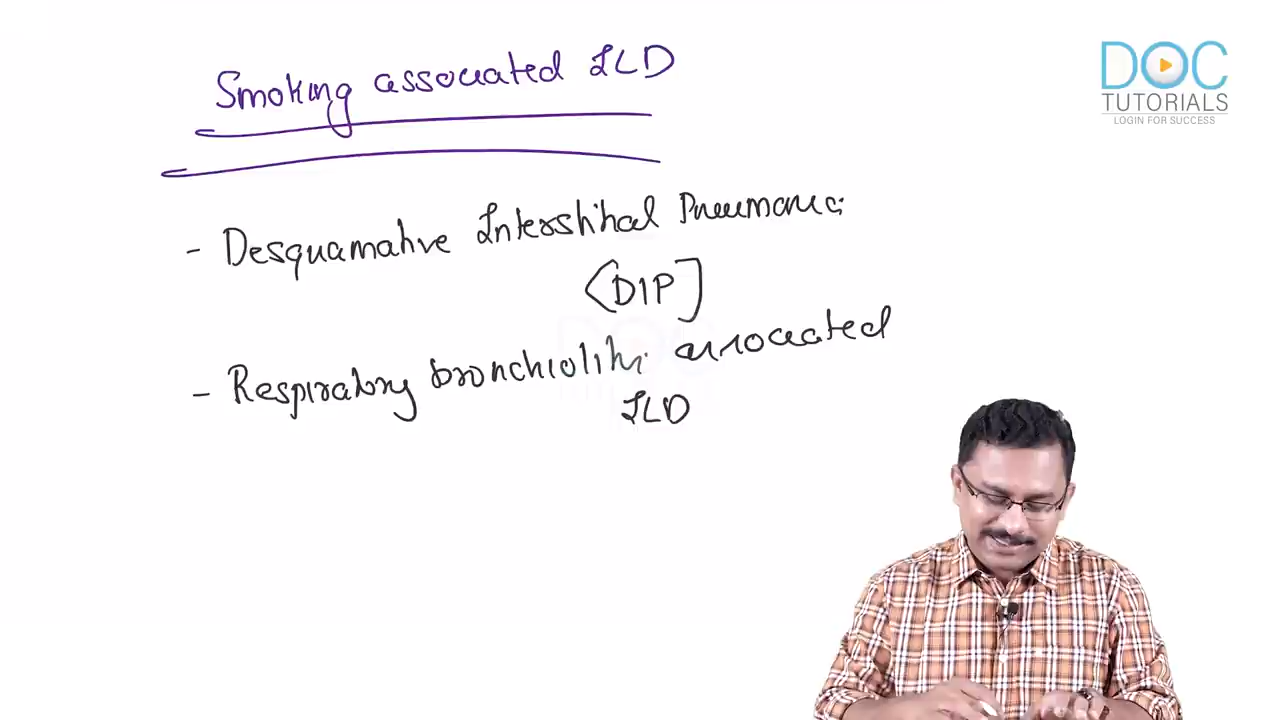 Smoking associated ILD
DOC
TUTORIALS
LOGIN FOR SUCCESS
- Desquamative Interstitial Pneumonia
[DIP]
- Respiratory bronchiolitis associated
ILD